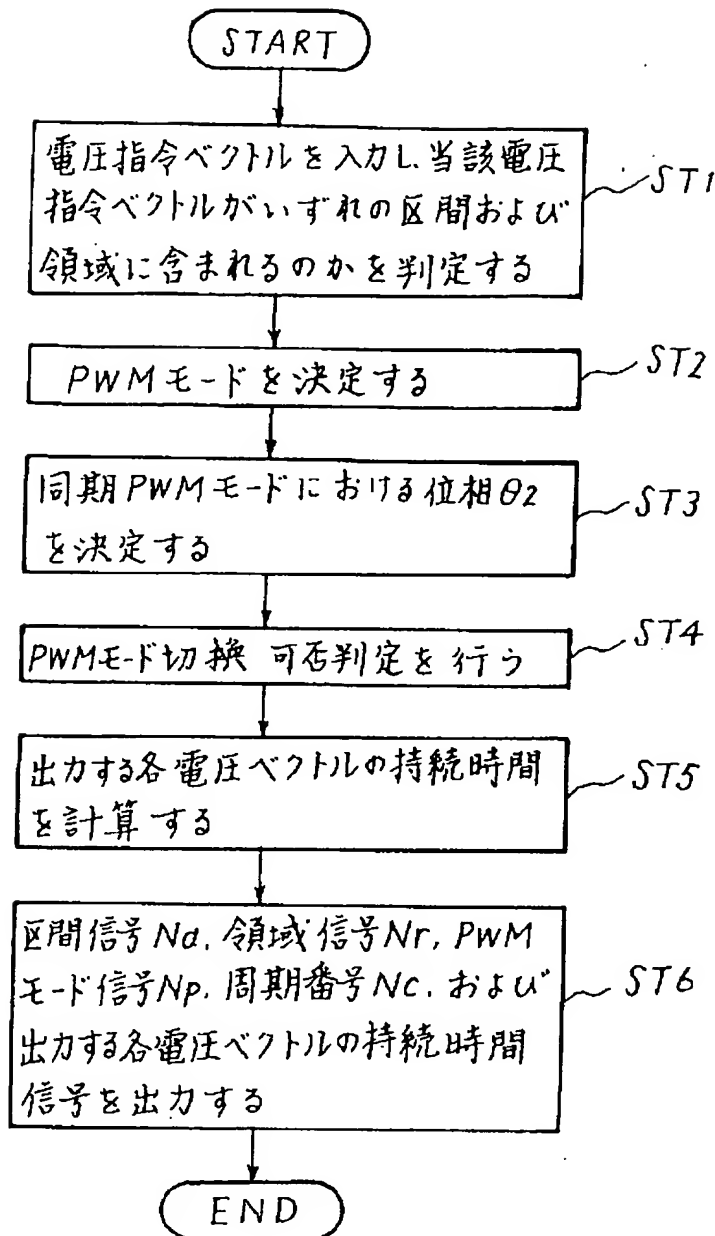 START
電圧指令ベクトルを入力し、当該電圧
指令ベクトルがいずれの区間および
領域に含まれるのかを判定する
ST1
PWMモードを決定する
ST2
同期PWMモードにおける位相θ2
を決定する
ST3
PWMモード切換 可否判定を行う
ST4
出力する各電圧ベクトルの持続時間
を計算する
ST5
区間信号Nd、領域信号Nr, PWM
モード信号Np、周期番号Nc、および
出力する各電圧ベクトルの持続時間
信号を出力する
ST6
END